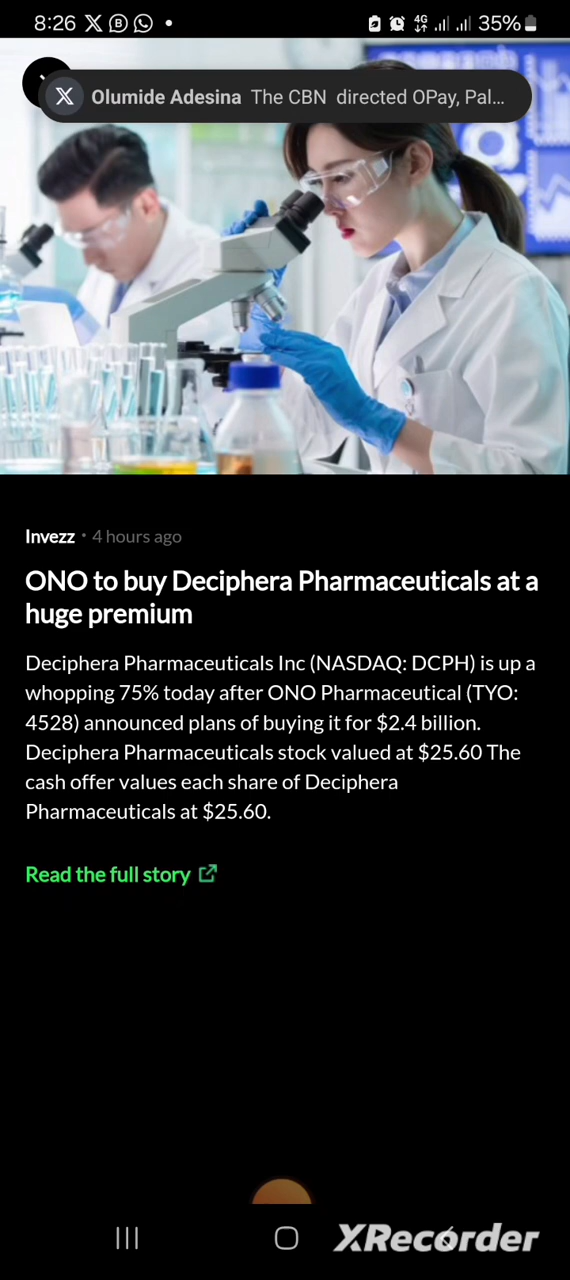 8:26
4G
35%
Olumide Adesina The CBN directed OPay, Pal...
Invezz • 4 hours ago
ONO to buy Deciphera Pharmaceuticals at a
huge premium
Deciphera Pharmaceuticals Inc (NASDAQ: DCPH) is up a
whopping 75% today after ONO Pharmaceutical (TYO:
4528) announced plans of buying it for $2.4 billion.
Deciphera Pharmaceuticals stock valued at $25.60 The
cash offer values each share of Deciphera
Pharmaceuticals at $25.60.
Read the full story
XRecorder